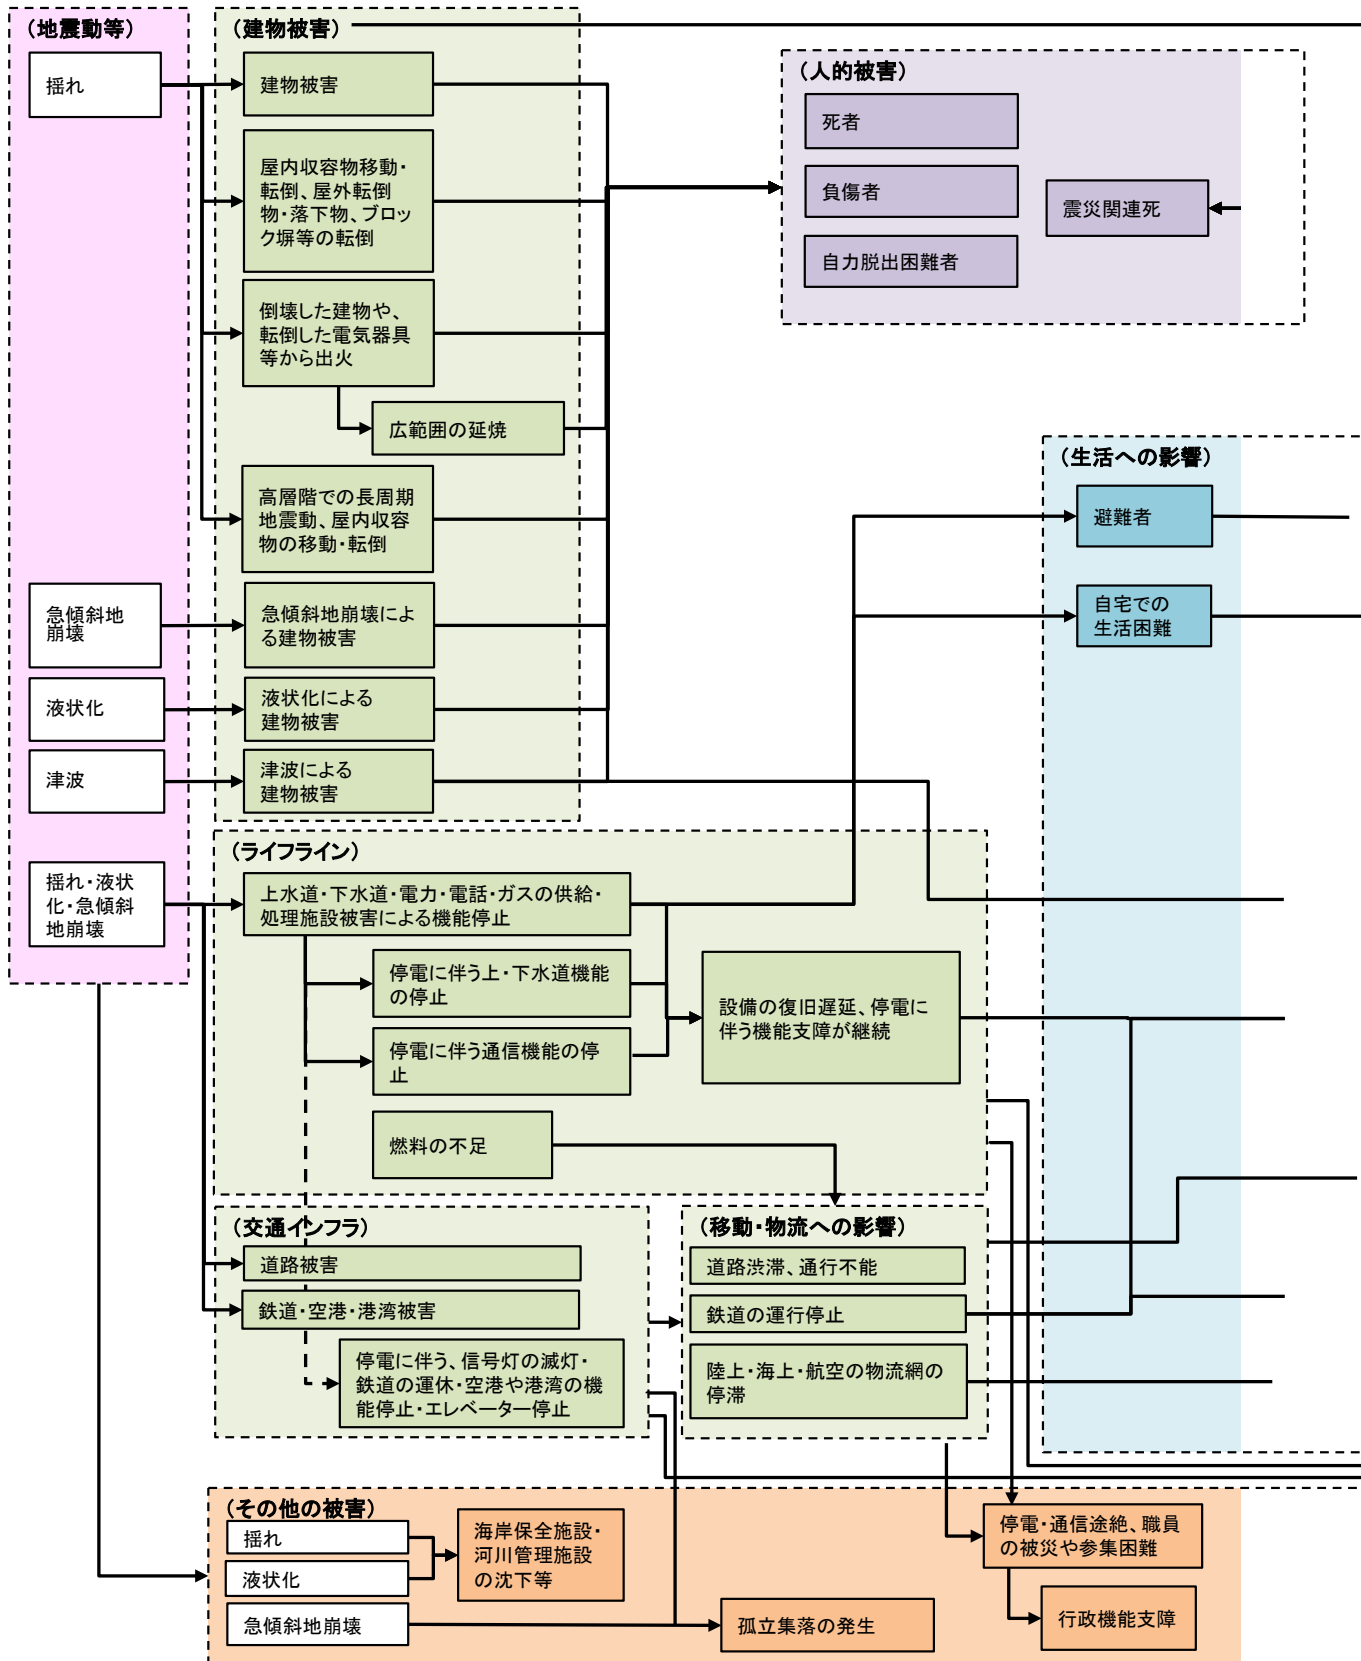 （地震動等）
揺れ
急傾斜地
崩壊
液状化
津波
揺れ・液状
化・急傾斜
地崩壊
（建物被害）
建物被害
屋内収容物移動・
転倒、屋外転倒
物・落下物、ブロッ
ク塀等の転倒
倒壊した建物や、
転倒した電気器具
等から出火
広範囲の延焼
高層階での長周期
地震動、屋内収容
物の移動・転倒
急傾斜地崩壊によ
る建物被害
液状化による
建物被害
津波による
建物被害
（人的被害）
死者
負傷者
自力脱出困難者
震災関連死
（生活への影響）
避難者
自宅での
生活困難
（ライフライン）
上水道・下水道・電力・電話・ガスの供給・
処理施設被害による機能停止
停電に伴う上・下水道機能
の停止
停電に伴う通信機能の停
止
設備の復旧遅延、停電に
伴う機能支障が継続
燃料の不足
（交通インフラ）
道路被害
鉄道・空港・港湾被害
停電に伴う、信号灯の滅灯・
鉄道の運休・空港や港湾の機
能停止・エレベーター停止
（移動・物流への影響）
道路渋滞、通行不能
鉄道の運行停止
陸上・海上・航空の物流網の
停滞
（その他の被害）
揺れ
液状化
急傾斜地崩壊
海岸保全施設・
河川管理施設
の沈下等
孤立集落の発生
停電・通信途絶、職員
の被災や参集困難
行政機能支障